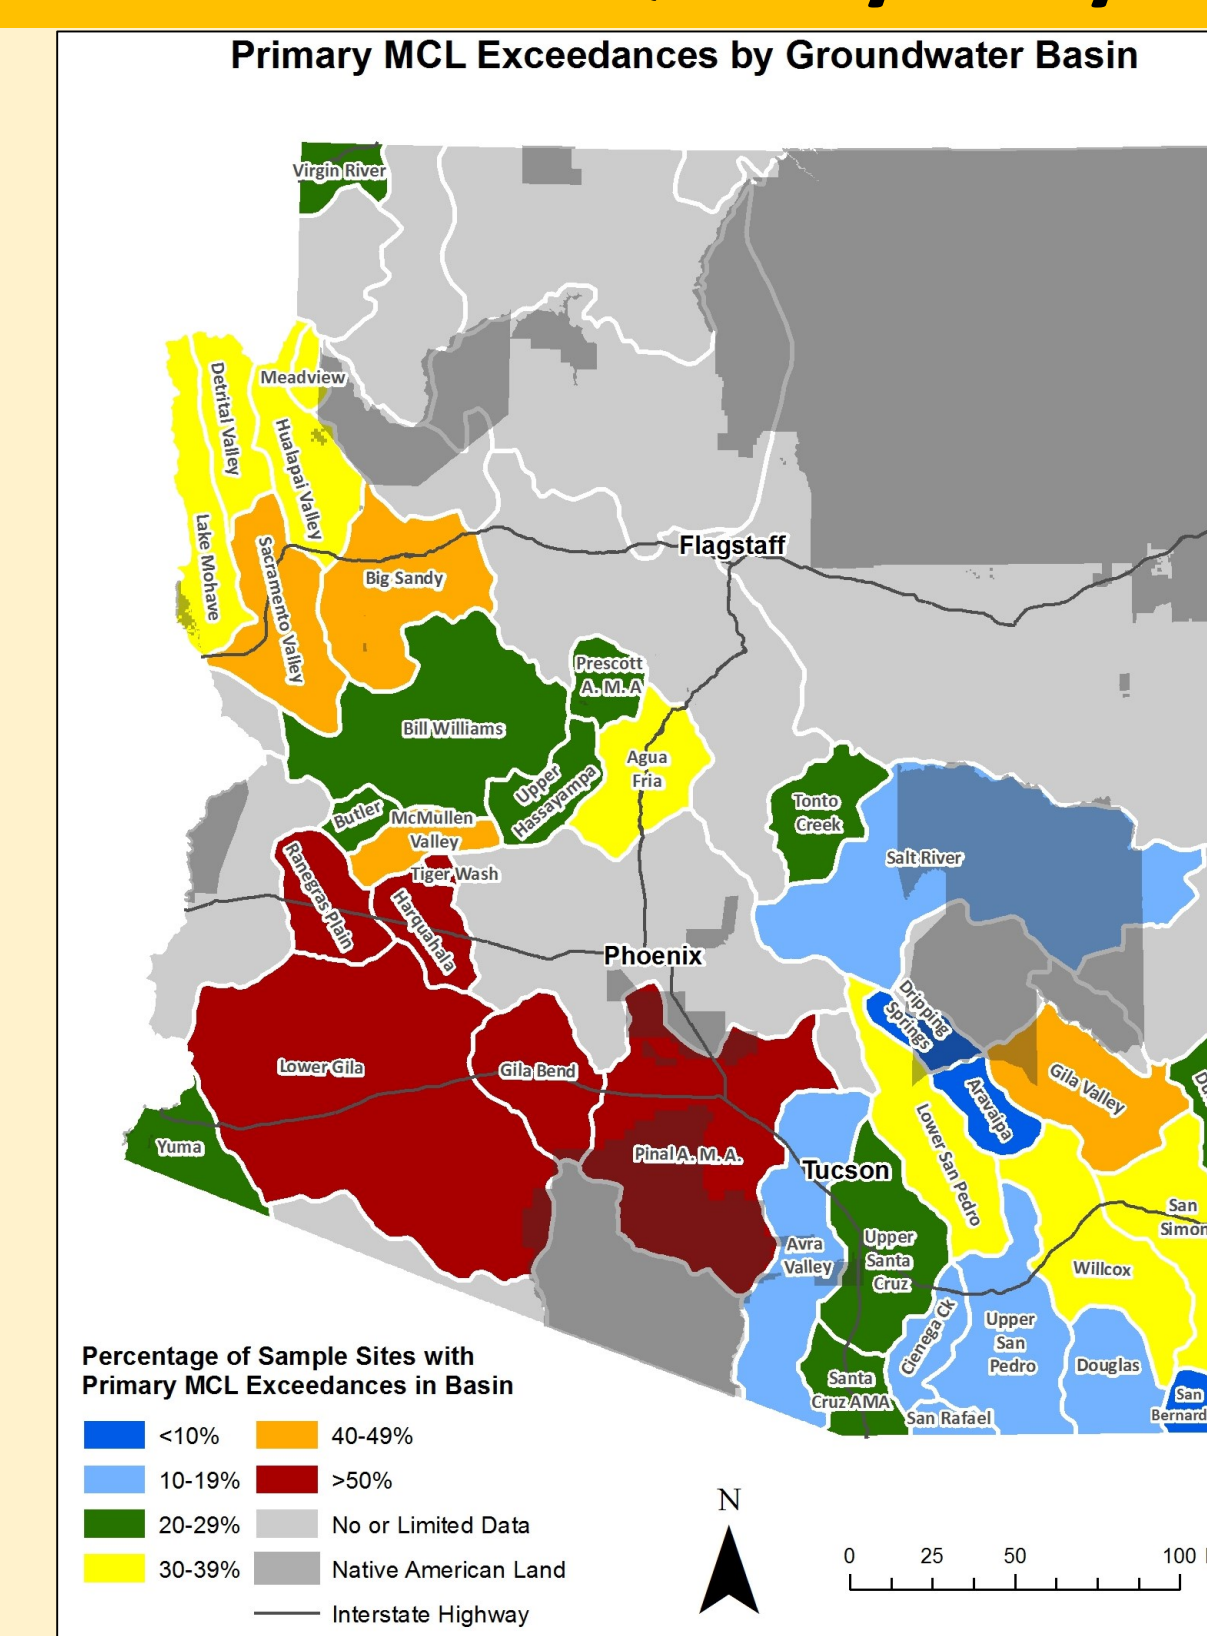 Primary MCL Exceedances by Groundwater Basin
Virgin River
Meadview
Detrital Valley
Hualapai Valley
Lake Mohave
Sacramento Valley
Big Sandy
Flagstaff
Prescott
A. M. A
Bill Williams
Agua
Fria
Upper
Hassayampa
Butler
McMullen
Valley
Tiger Wash
Tonto
Creek
Salt River
Ranegras Plain
Harquahala
Phoenix
Dripping
Springs
Lower Gila
Gila Bend
Gila Valley
Aravaipa
Lower San Pedro
Yuma
Pinal A. M. A.
Tucson
San
Avra
Valley
Upper
Santa
Cruz
Willcox
Cienega Ck
Upper
San
Pedro
Douglas
Santa
Cruz AMA
San Rafael
San
Percentage of Sample Sites with
Primary MCL Exceedances in Basin
<10%
40-49%
10-19%
>50%
20-29%
No or Limited Data
30-39%
Native American Land
Interstate Highway
N
0 25 50 100